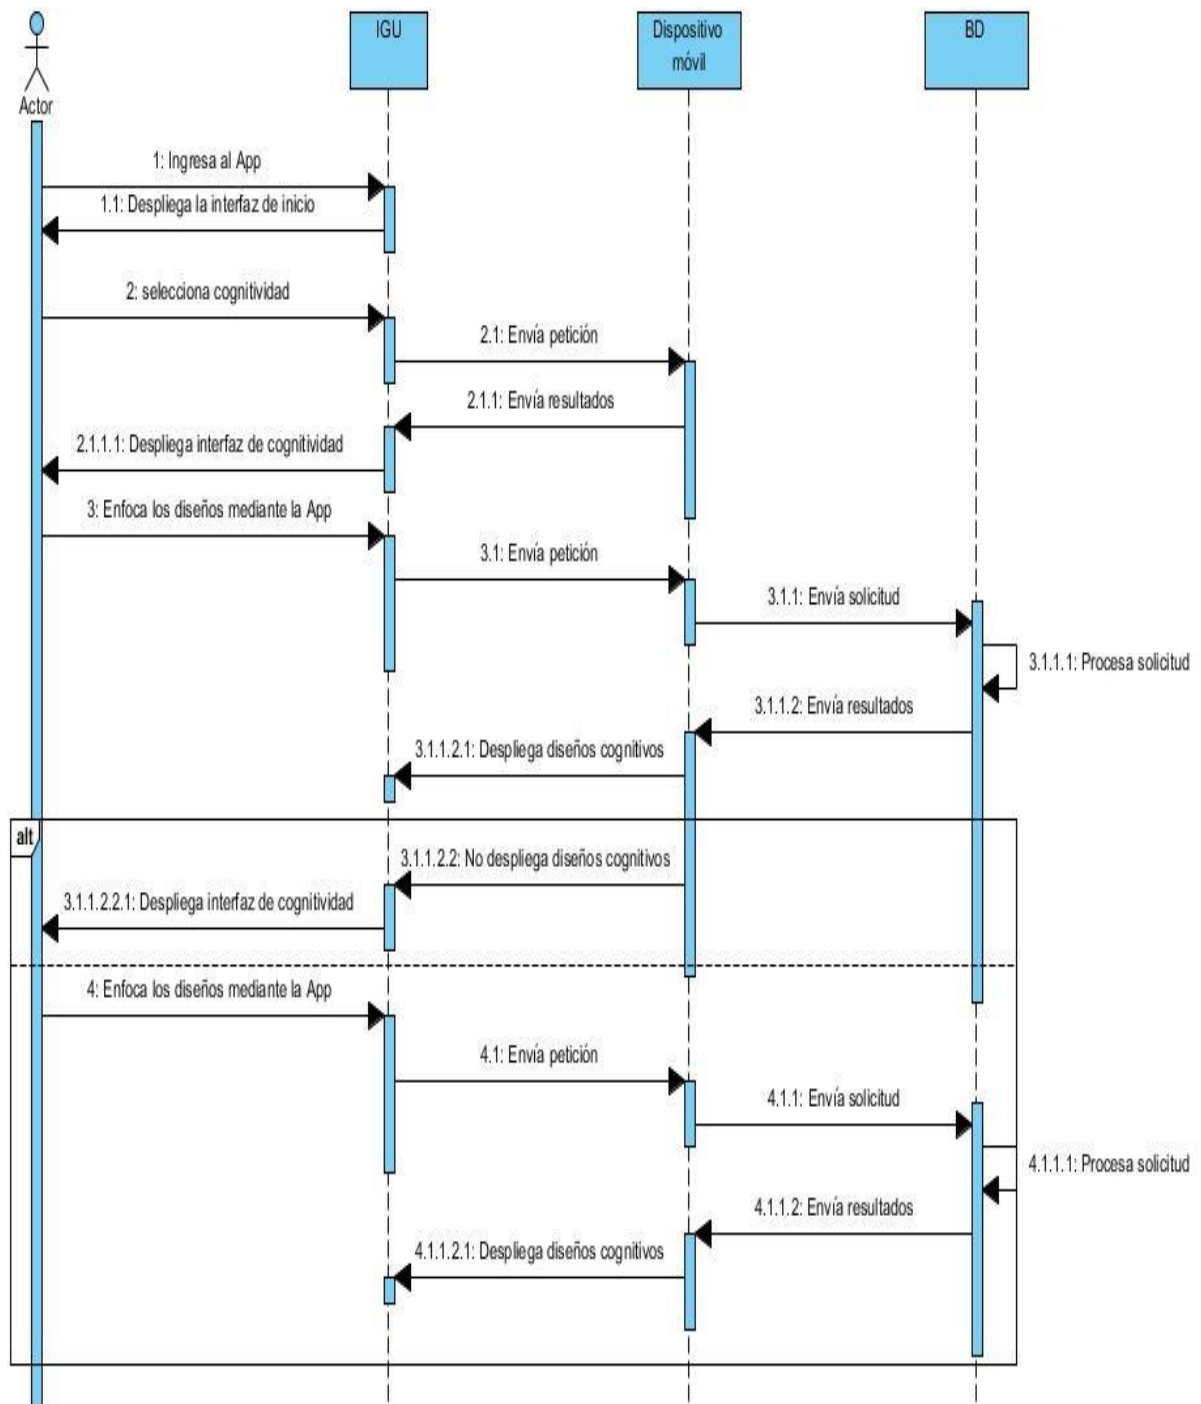 IGU
Dispositivo
móvil
BD
Actor
1: Ingresa al App
1.1: Despliega la interfaz de inicio
2: selecciona cognitividad
2.1: Envía petición
2.1.1: Envía resultados
2.1.1.1: Despliega interfaz de cognitividad
3: Enfoca los diseños mediante la App
3.1: Envía petición
3.1.1: Envía solicitud
3.1.1.1: Procesa solicitud
3.1.1.2: Envía resultados
3.1.1.2.1: Despliega diseños cognitivos
alt
3.1.1.2.2: No despliega diseños cognitivos
3.1.1.2.2.1: Despliega interfaz de cognitividad
4: Enfoca los diseños mediante la App
4.1: Envía petición
4.1.1: Envía solicitud
4.1.1.1: Procesa solicitud
4.1.1.2: Envía resultados
4.1.1.2.1: Despliega diseños cognitivos